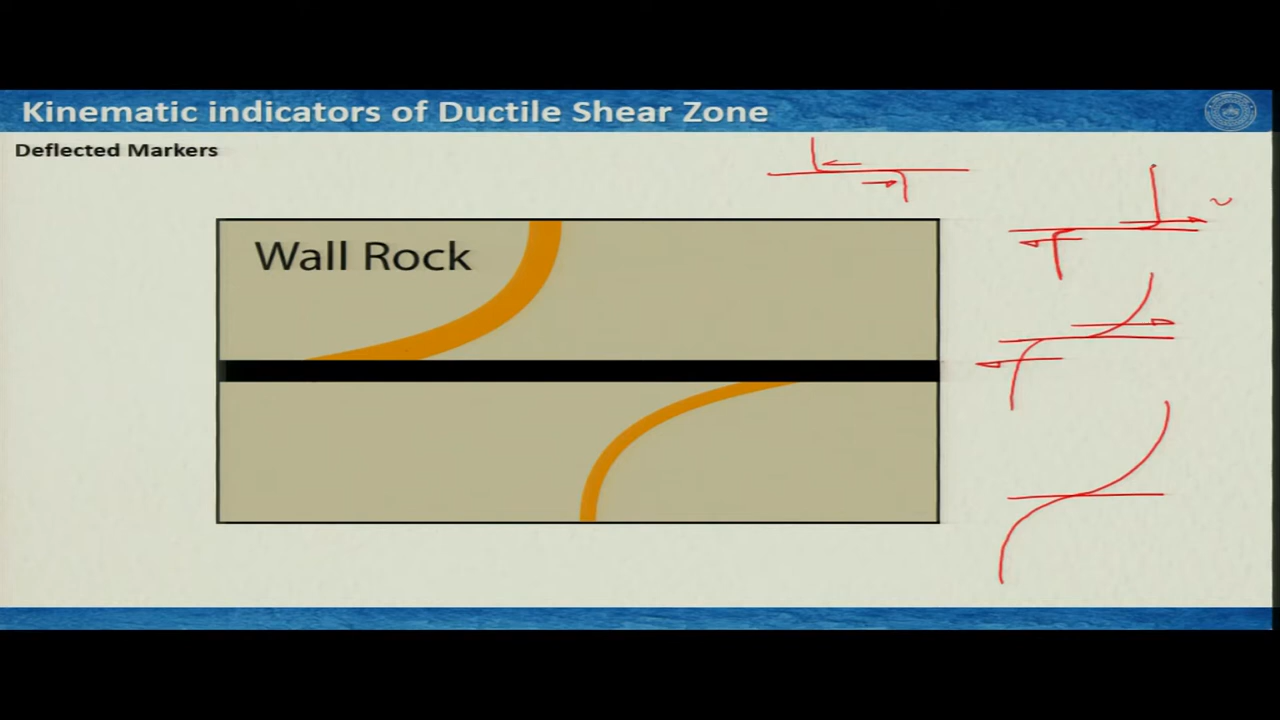 Kinematic indicators of Ductile Shear Zone
Deflected Markers
Wall Rock